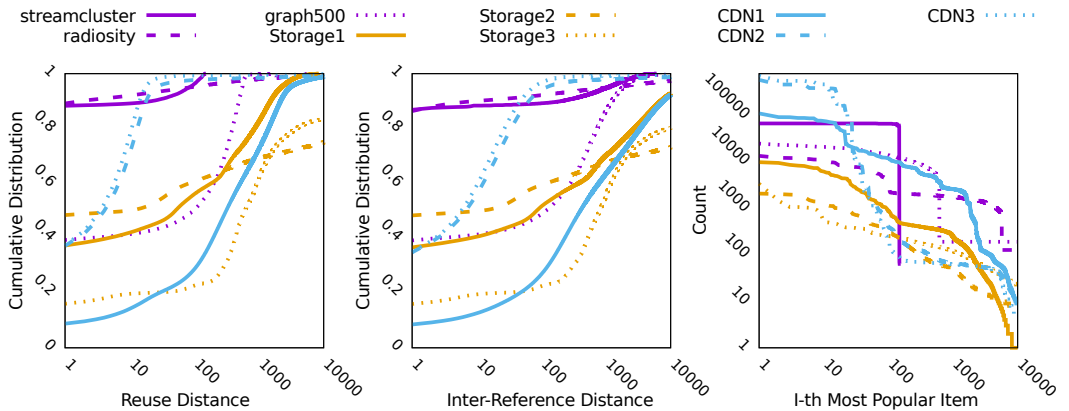 streamcluster graph500 Storage2 CDN1 CDN3
radiosity Storage1 Storage3 CDN2
Cumulative Distribution
1
0.8
0.6
0.4
0.2
0
1 10 100 1000 10000
Reuse Distance
Cumulative Distribution
1
0.8
0.6
0.4
0.2
0
1 10 100 1000 10000
Inter-Reference Distance
Count
100000
10000
1000
100
10
1
1 10 100 1000 10000
I-th Most Popular Item